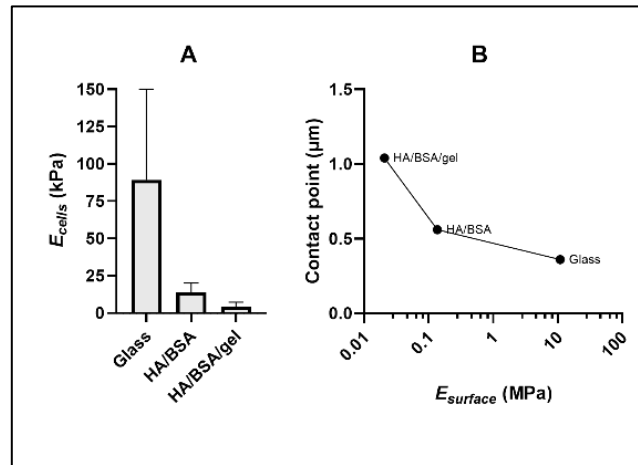 A
150
125
100
75
50
25
0
E_cells (kPa)
Glass
HA/BSA
HA/BSA/gel
B
1.5
1.0
0.5
0.0
Contact point (µm)
HA/BSA/gel
HA/BSA
Glass
0.01
0.1
1
10
100
E_surface (MPa)